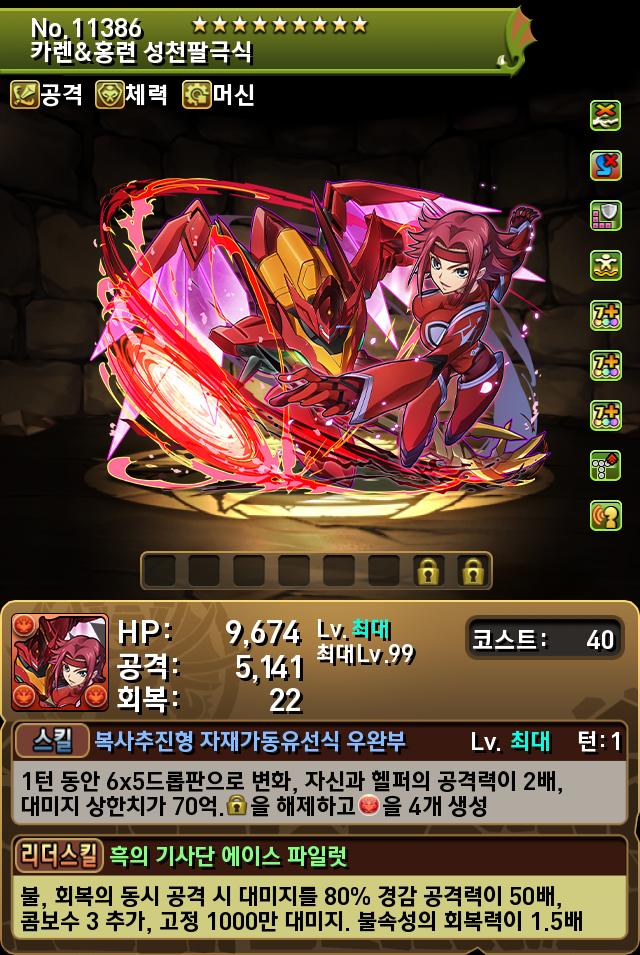 No.11386 ★★★★★★★★★
카렌&홍련 성천팔극식
공격 체력 머신
7+
7+
7+
HP: 9,674 Lv.최대
공격: 5,141 최대Lv.99
회복: 22
코스트: 40
스킬 복사추진형 자재가동유선식 우완부 Lv. 최대 턴:1
1턴 동안 6x5드롭판으로 변화, 자신과 헬퍼의 공격력이 2배,
대미지 상한치가 70억.을 해제하고을 4개 생성
리더스킬 흑의 기사단 에이스 파일럿
불, 회복의 동시 공격 시 대미지를 80% 경감 공격력이 50배,
콤보수 3 추가, 고정 1000만 대미지. 불속성의 회복력이 1.5배